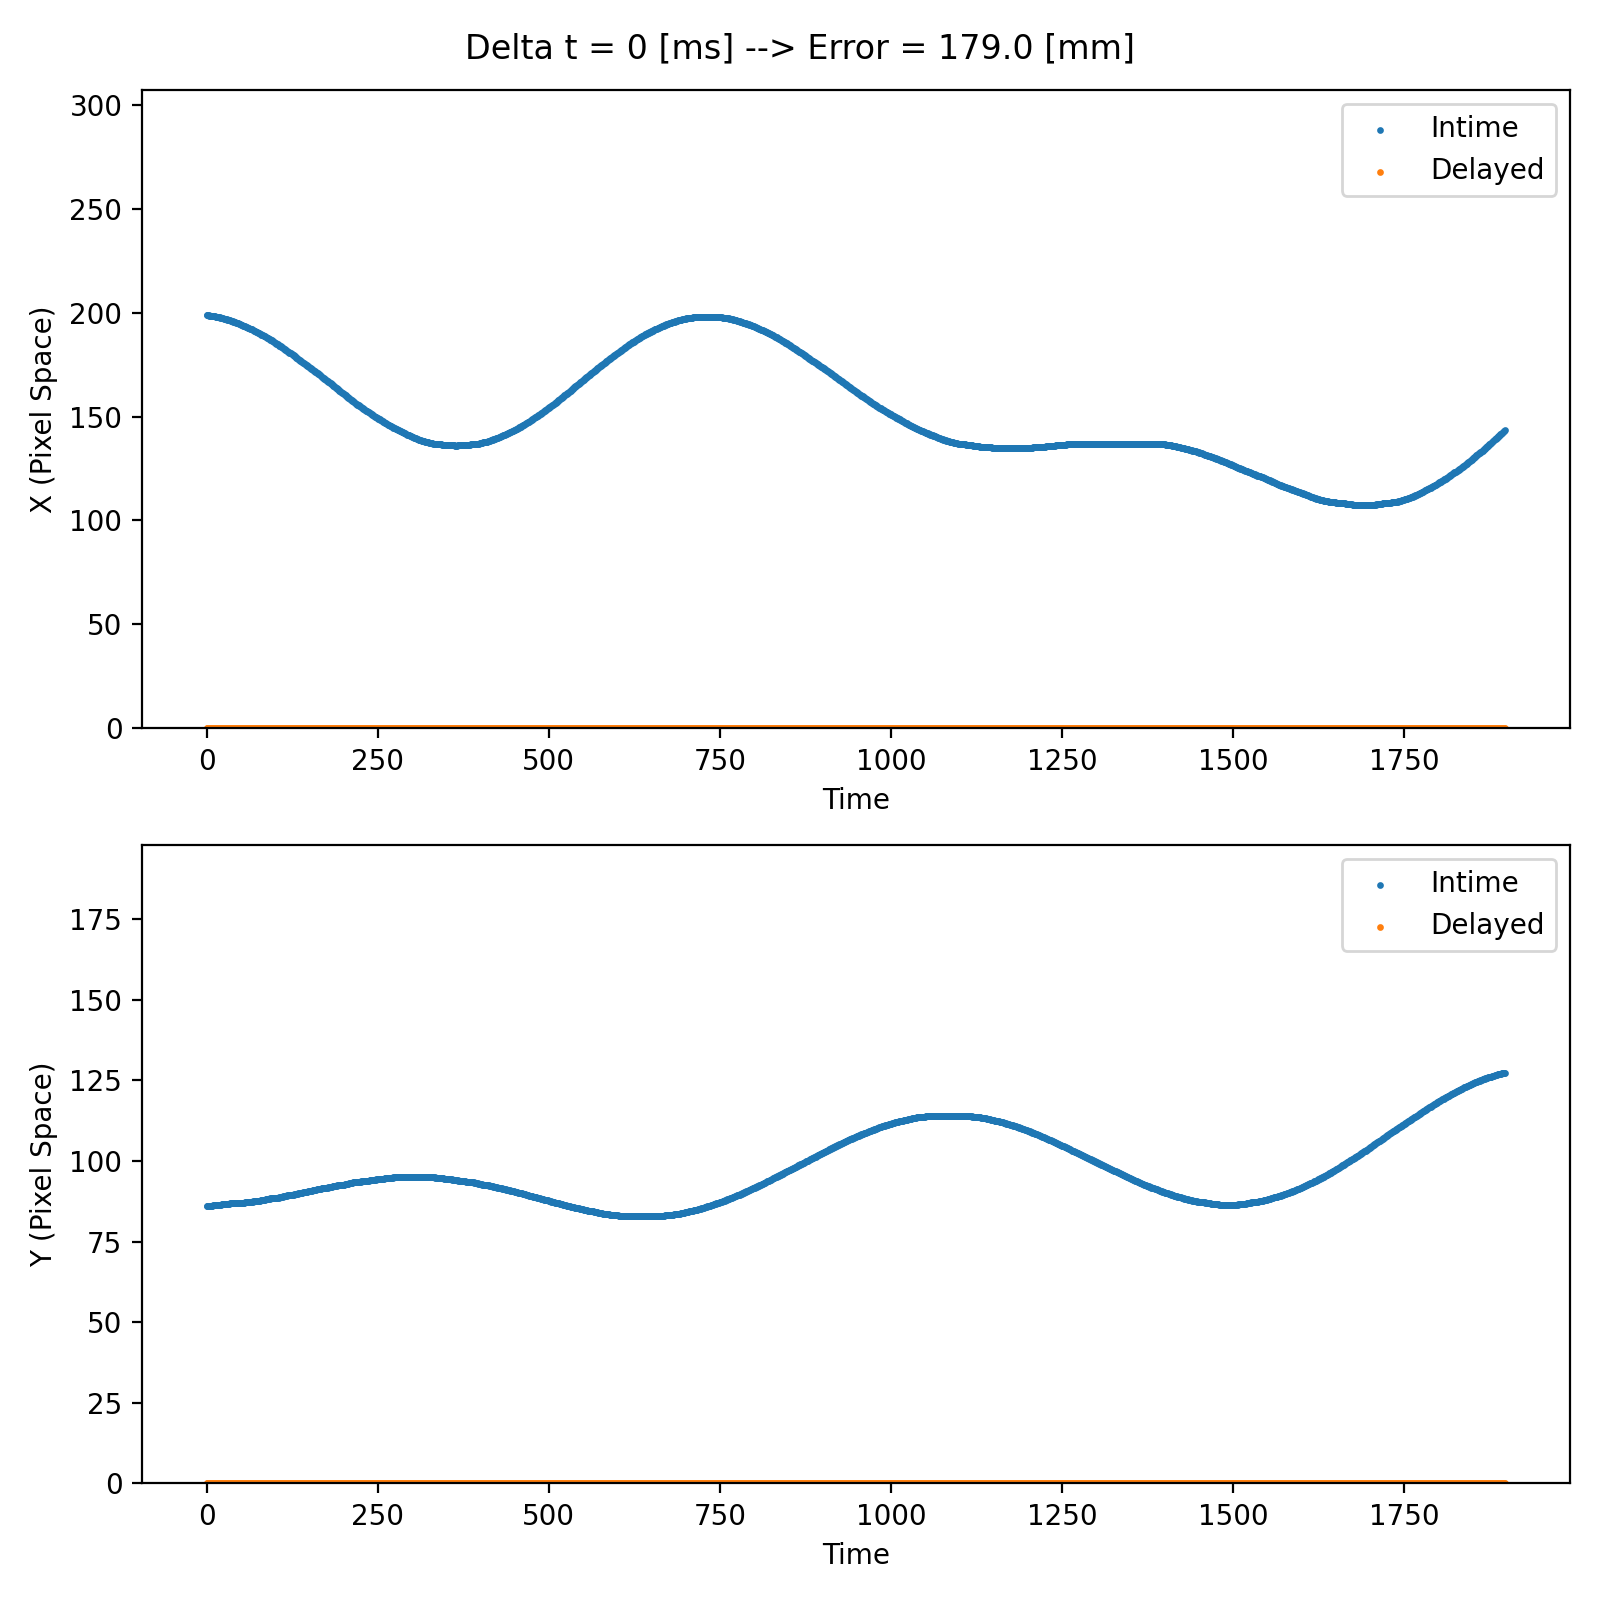 Delta t = 0 [ms] --> Error = 179.0 [mm]
300
250
200
150
100
50
0
X (Pixel Space)
Intime
Delayed
0 250 500 750 1000 1250 1500 1750
Time
175
150
125
100
75
50
25
0
Y (Pixel Space)
Intime
Delayed
0 250 500 750 1000 1250 1500 1750
Time